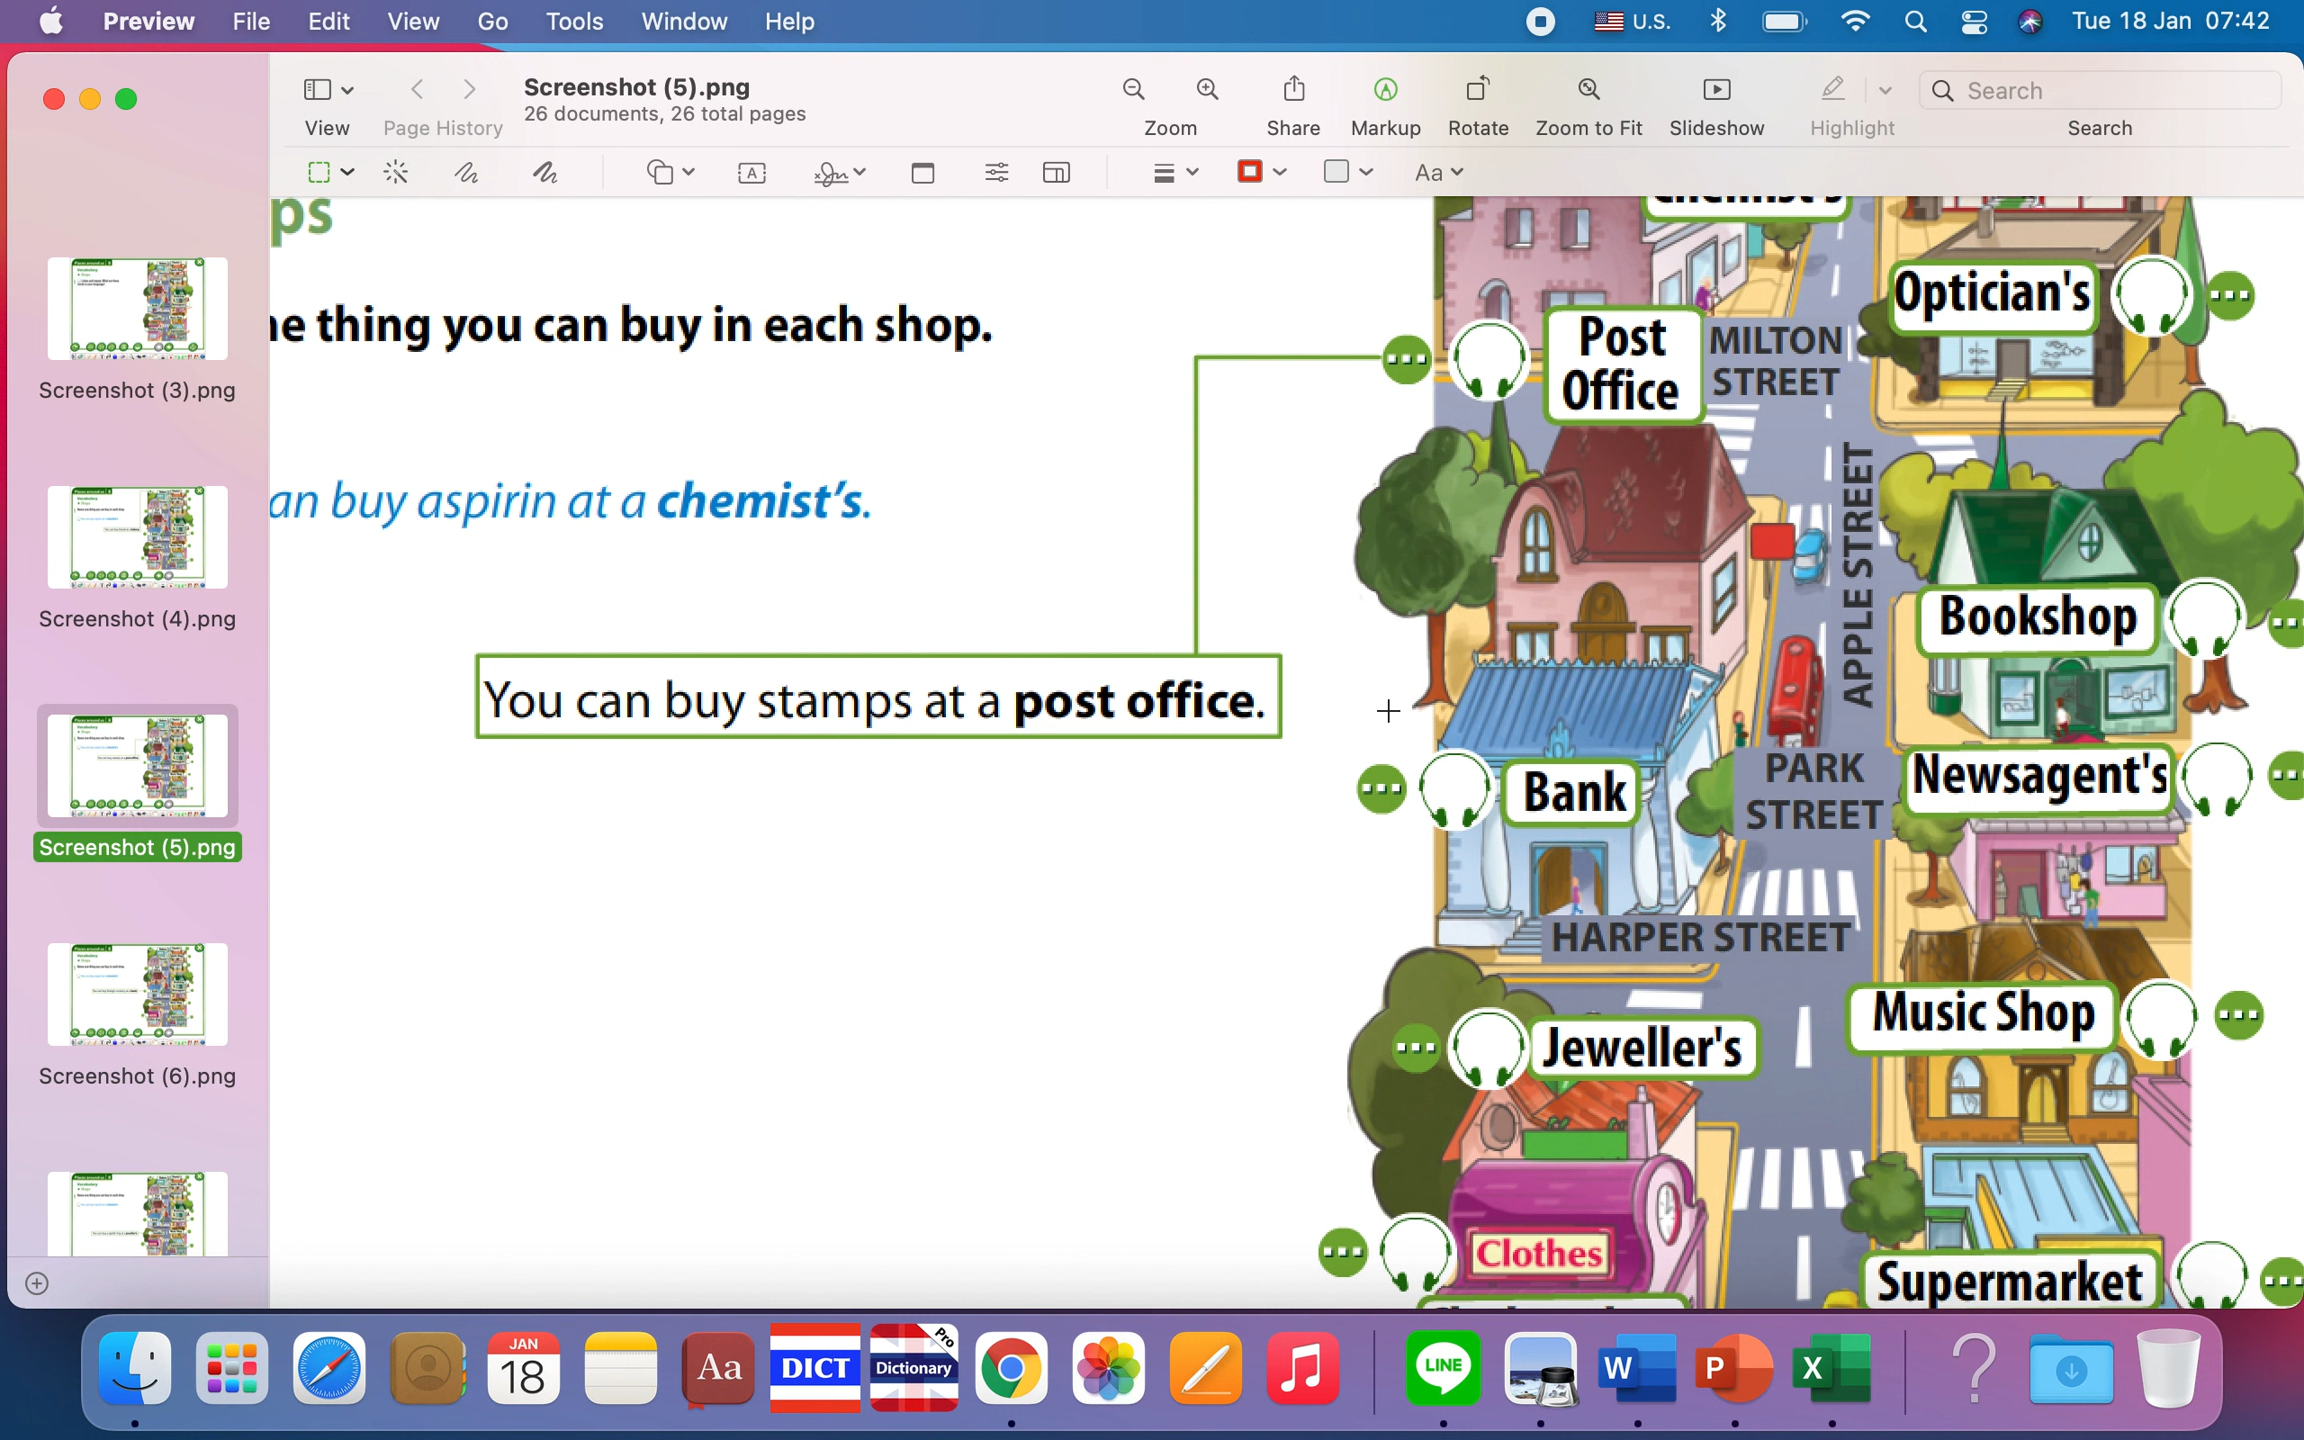 Preview File Edit View Go Tools Window Help U.S. Tue 18 Jan 07:42
Screenshot (5).png
26 documents, 26 total pages
Search
View Page History Zoom Share Markup Rotate Zoom to Fit Slideshow Highlight Search
A Aa
Screenshot (3).png
Screenshot (4).png
Screenshot (5).png
Screenshot (6).png
ps
thing you can buy in each shop.
an buy aspirin at a chemist's.
You can buy stamps at a post office.
Chemist's
Optician's
Post
Office
MILTON
STREET
APPLE STREET
Bookshop
Bank
PARK
STREET
Newsagent's
HARPER STREET
Music Shop
Jeweller's
Clothes
Supermarket
JAN
18
Aa
DICT
Pro
Dictionary
LINE
W
P
X